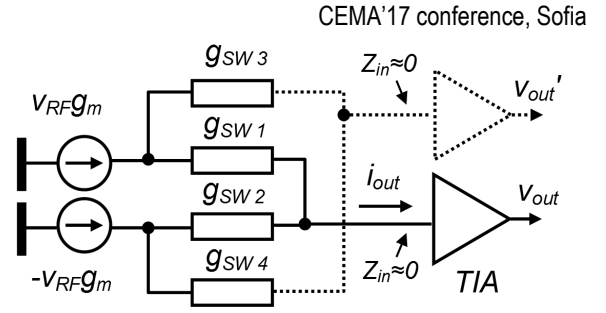 CEMA'17 conference, Sofia
gSW 3
Zin≈0
vout'
vRFgm
gSW 1
iout
vout
gSW 2
gSW 4
Zin≈0
-vRFgm
TIA